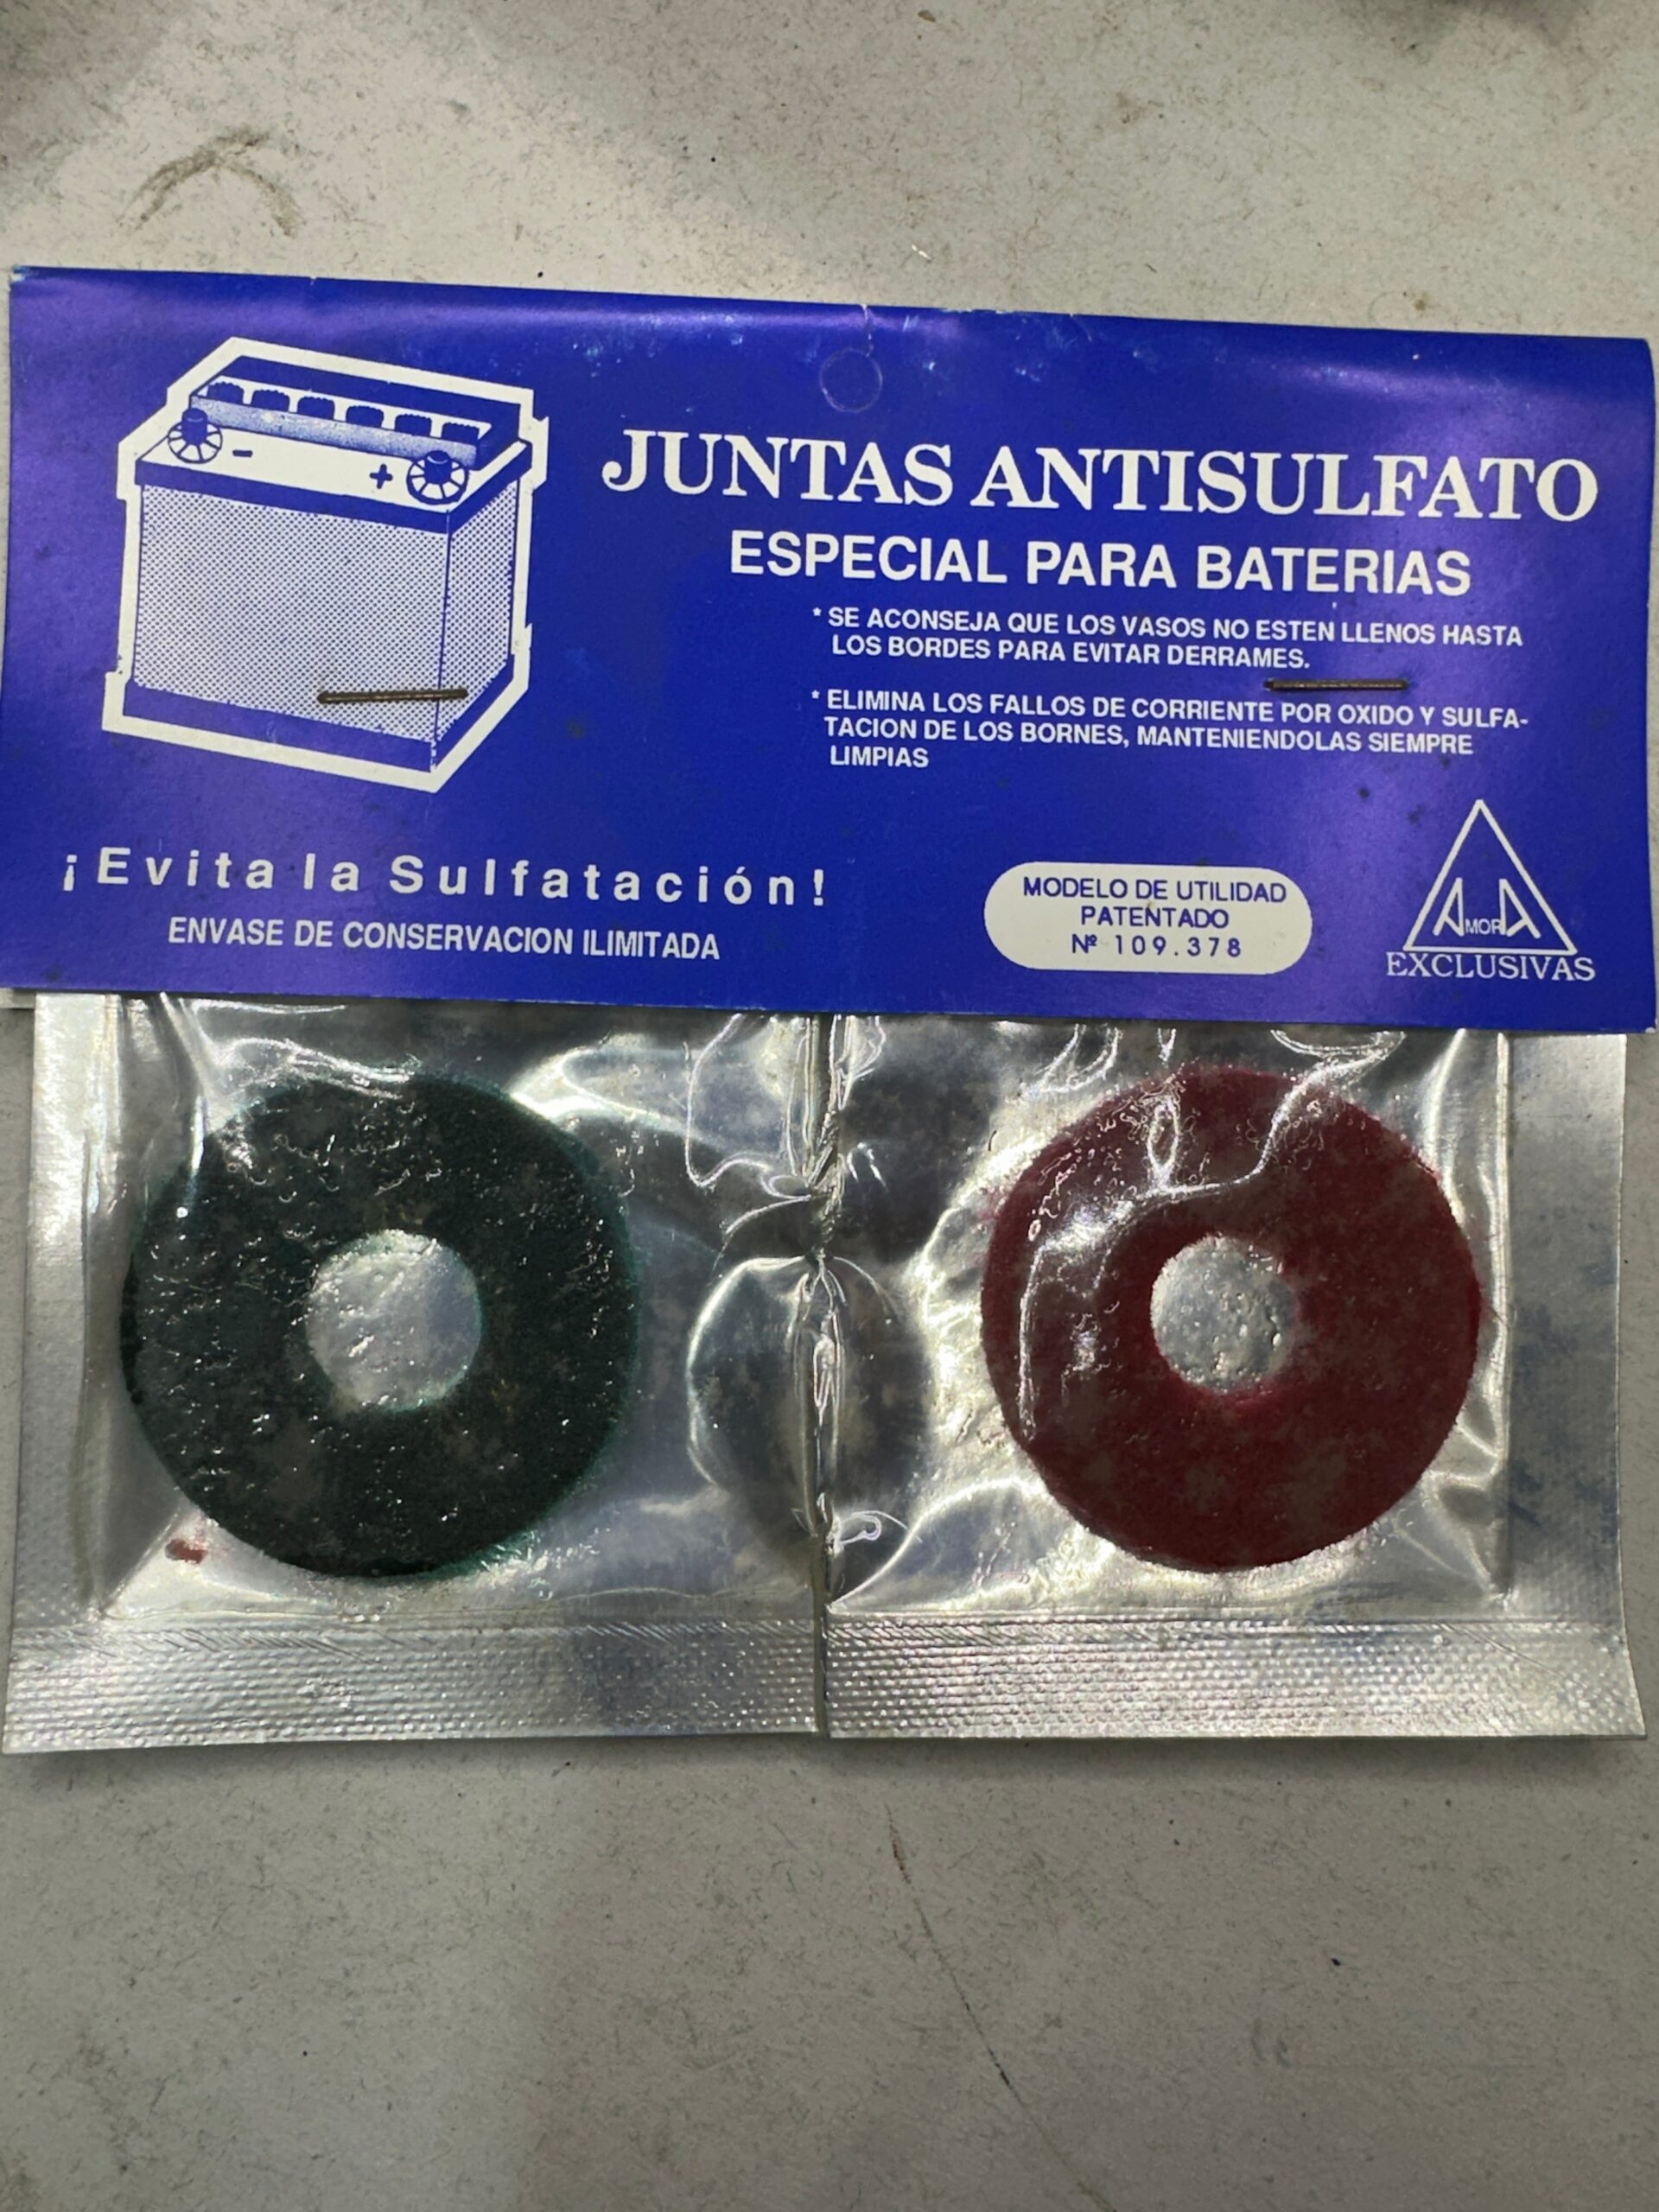 JUNTAS ANTISULFATO
ESPECIAL PARA BATERIAS
* SE ACONSEJA QUE LOS VASOS NO ESTEN LLENOS HASTA
LOS BORDES PARA EVITAR DERRAMES.
* ELIMINA LOS FALLOS DE CORRIENTE POR OXIDO Y SULFA-
TACION DE LOS BORNES, MANTENIENDOLAS SIEMPRE
LIMPIAS
- +
¡Evita la Sulfatación!
ENVASE DE CONSERVACION ILIMITADA
MODELO DE UTILIDAD
PATENTADO
Nº 109.378
AMORA
EXCLUSIVAS